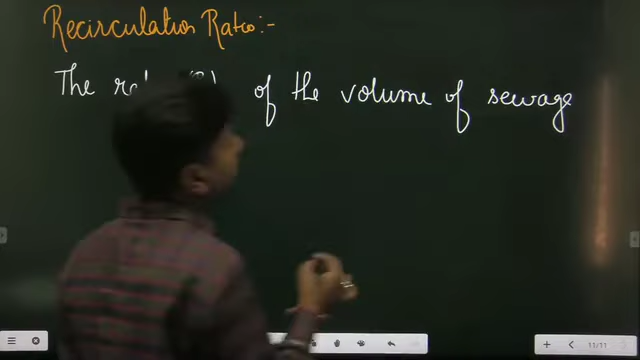 Recirculation Ratio:-
The of the volume of sewage
11/11